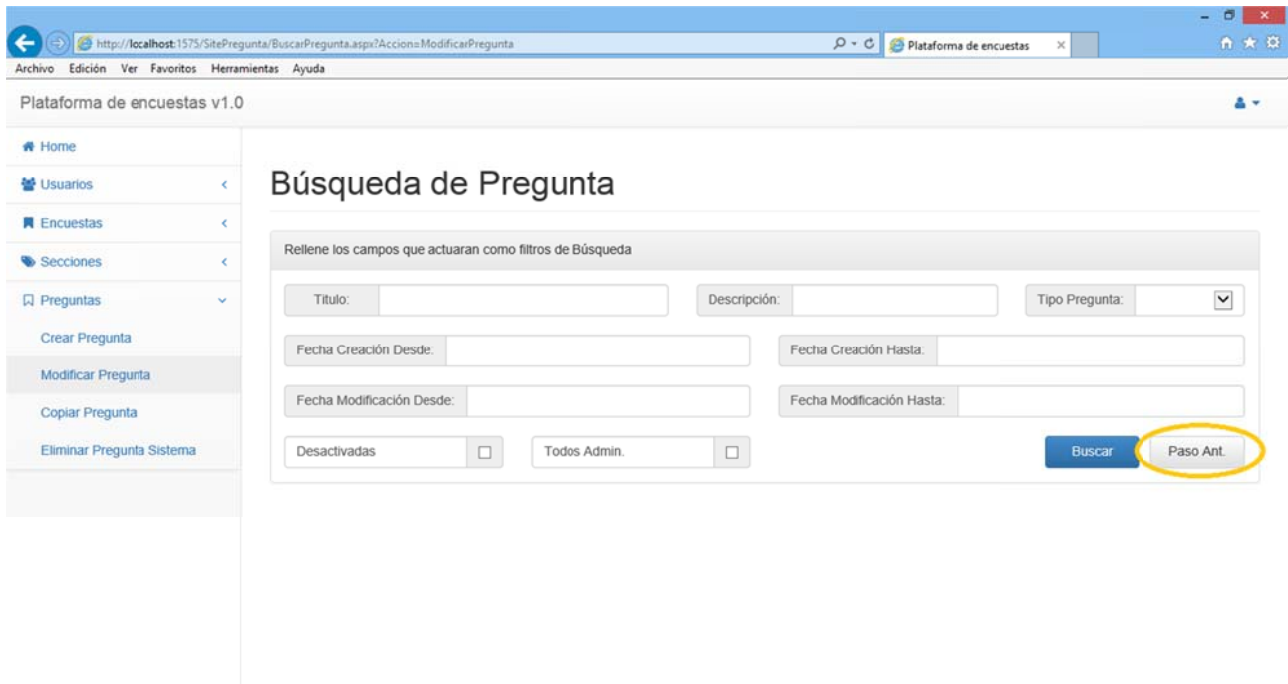 http://localhost:1575/SitePregunta/BuscarPregunta.aspx?Accion=ModificarPregunta
Plataforma de encuestas
Archivo Edición Ver Favoritos Herramientas Ayuda
Plataforma de encuestas v1.0
Home
Usuarios
Encuestas
Secciones
Preguntas
Crear Pregunta
Modificar Pregunta
Copiar Pregunta
Eliminar Pregunta Sistema
Búsqueda de Pregunta
Rellene los campos que actuaran como filtros de Búsqueda
Titulo: Descripción: Tipo Pregunta:
Fecha Creación Desde: Fecha Creación Hasta:
Fecha Modificación Desde: Fecha Modificación Hasta:
Desactivadas Todos Admin. Buscar Paso Ant.